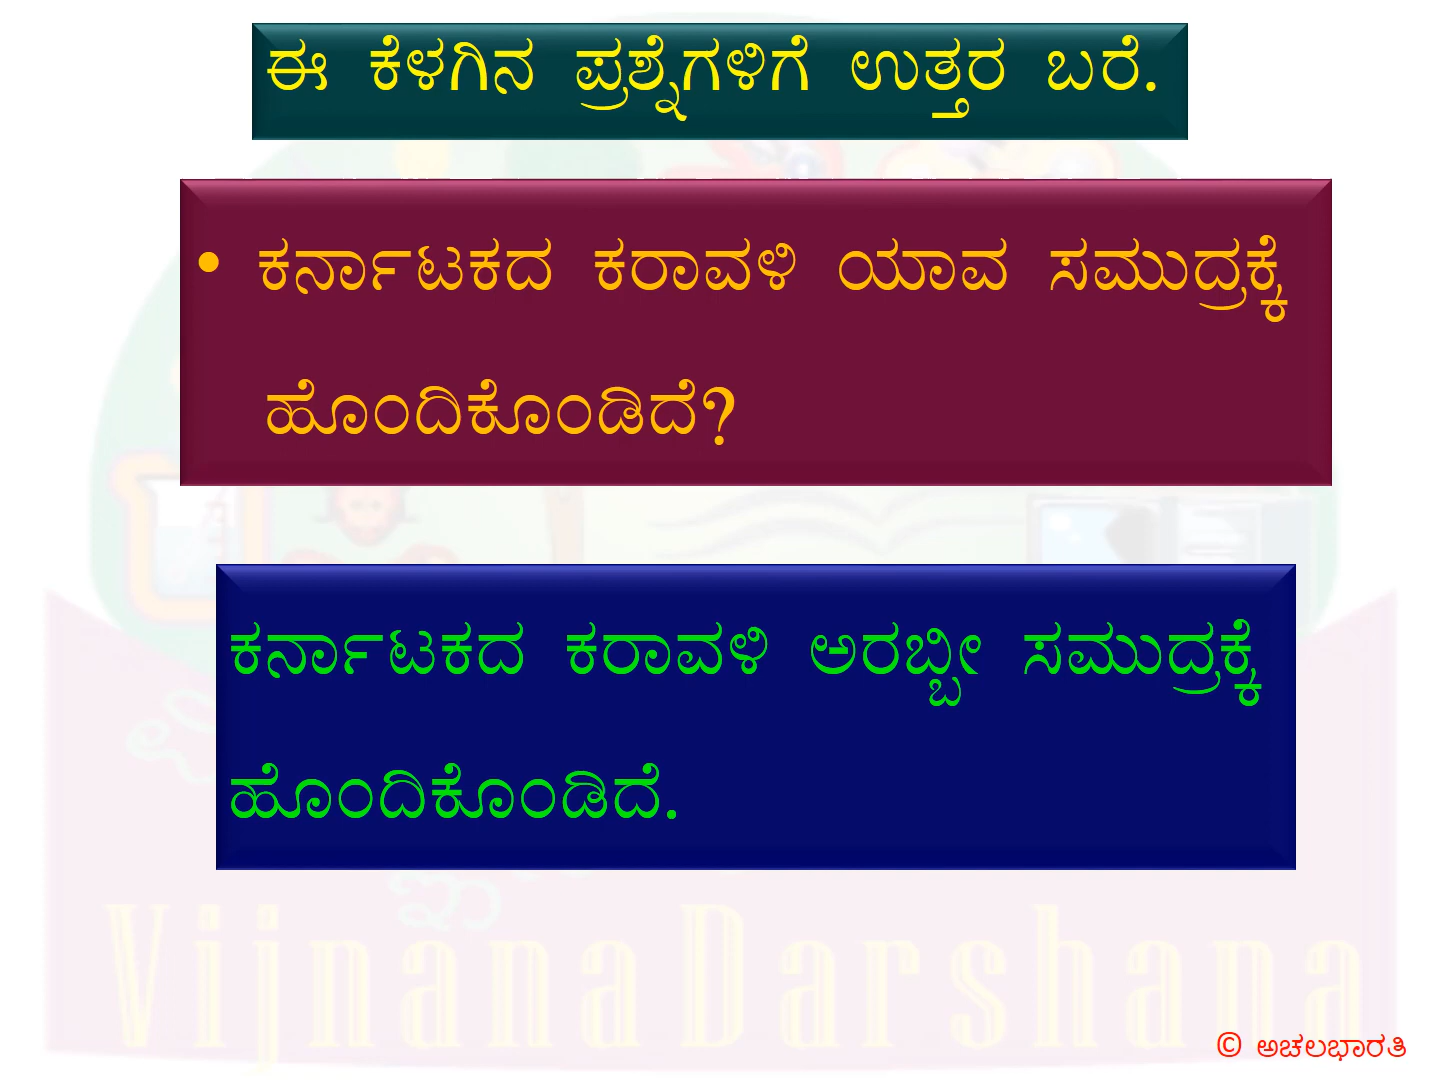 ಈ ಕೆಳಗಿನ ಪ್ರಶ್ನೆಗಳಿಗೆ ಉತ್ತರ ಬರೆ.
• ಕರ್ನಾಟಕದ ಕರಾವಳಿ ಯಾವ ಸಮುದ್ರಕ್ಕೆ
ಹೊಂದಿಕೊಂಡಿದೆ?
ಕರ್ನಾಟಕದ ಕರಾವಳಿ ಅರಬ್ಬೀ ಸಮುದ್ರಕ್ಕೆ
ಹೊಂದಿಕೊಂಡಿದೆ.
Vijnana Darshana
© ಅಚಲಭಾರತಿ